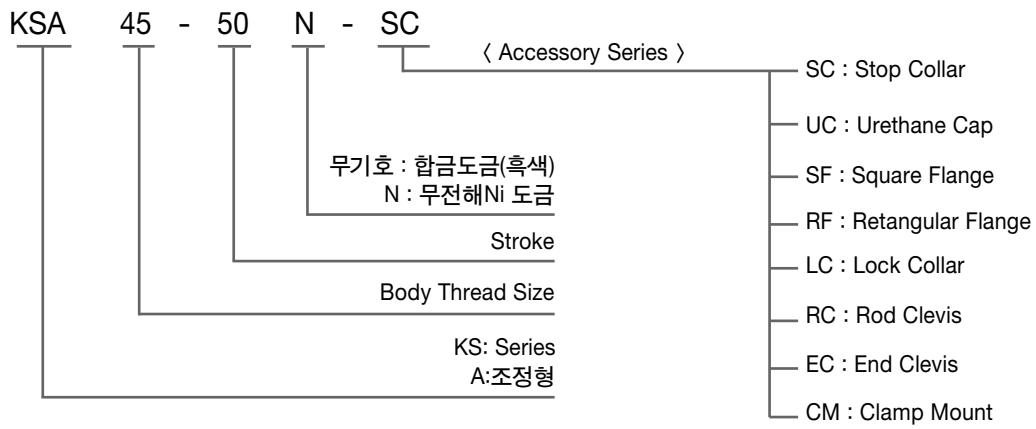 KSA 45 - 50 N - SC
〈 Accessory Series 〉
SC : Stop Collar
UC : Urethane Cap
SF : Square Flange
RF : Retangular Flange
LC : Lock Collar
RC : Rod Clevis
EC : End Clevis
CM : Clamp Mount
무기호 : 합금도금(흑색)
N : 무전해Ni 도금
Stroke
Body Thread Size
KS: Series
A:조정형